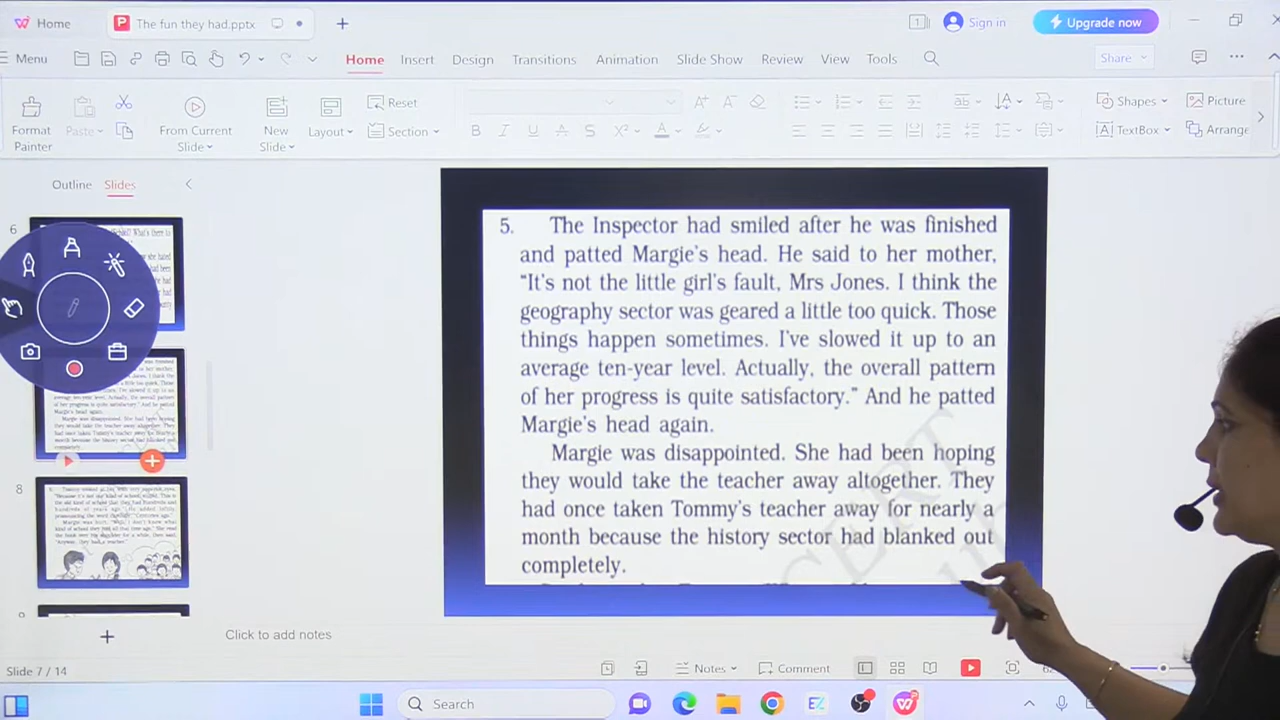 Home
The fun they had.pptx
+
1
Sign in
Upgrade now
Menu
Home Insert Design Transitions Animation Slide Show Review View Tools
Share
Format Painter
Paste
From Current Slide
New Slide
Layout
Reset
Section
B I U A S X² A
Shapes
Picture
TextBox
Arrange
Outline Slides
6
8
5. The Inspector had smiled after he was finished
and patted Margie's head. He said to her mother,
"It's not the little girl's fault, Mrs Jones. I think the
geography sector was geared a little too quick. Those
things happen sometimes. I've slowed it up to an
average ten-year level. Actually, the overall pattern
of her progress is quite satisfactory." And he patted
Margie's head again.
Margie was disappointed. She had been hoping
they would take the teacher away altogether. They
had once taken Tommy's teacher away for nearly a
month because the history sector had blanked out
completely.
Click to add notes
Slide 7 / 14
Notes
Comment
Search